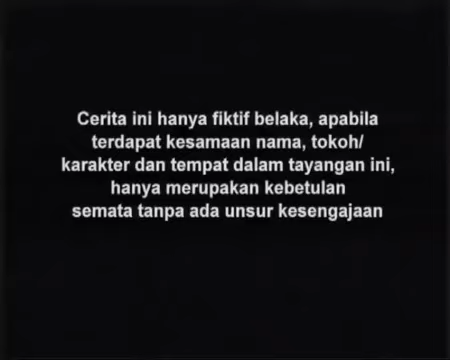 Cerita ini hanya fiktif belaka, apabila
terdapat kesamaan nama, tokoh/
karakter dan tempat dalam tayangan ini,
hanya merupakan kebetulan
semata tanpa ada unsur kesengajaan